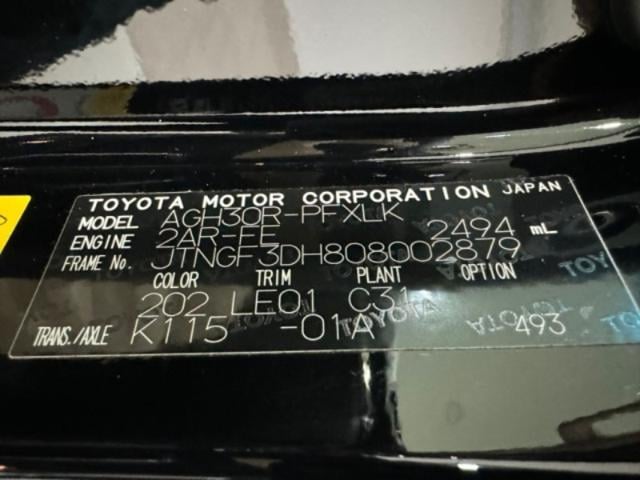 TOYOTA MOTOR CORPORATION JAPAN
MODEL AGH30R-PFXLK
ENGINE 2AR-FE 2494 mL
FRAME No. JTNGF3DH808002879
COLOR TRIM PLANT OPTION
202 LE01 C31
TRANS./AXLE K115 -01A 493